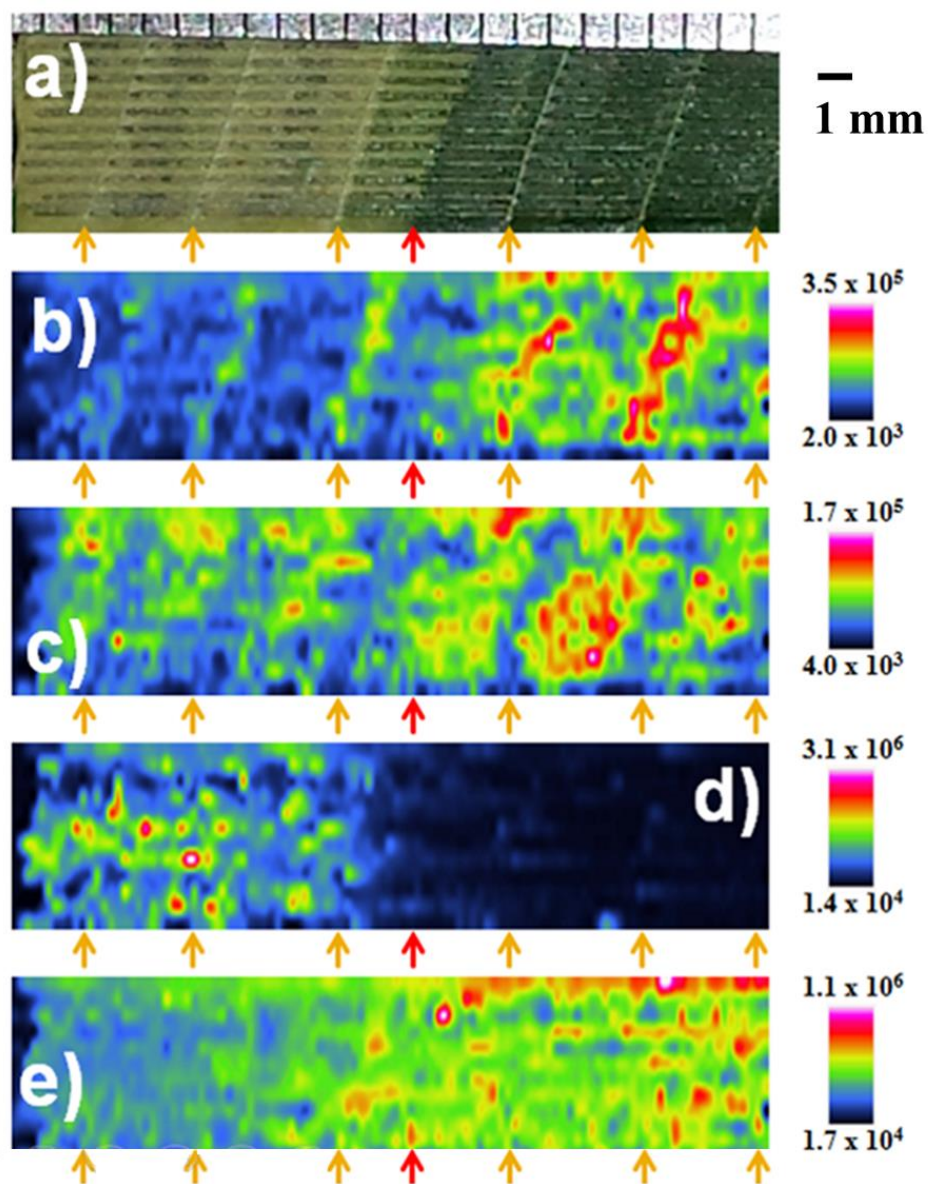 a)
1 mm
b)
3.5 x 10⁵
2.0 x 10³
c)
1.7 x 10⁵
4.0 x 10³
d)
3.1 x 10⁶
1.4 x 10⁴
e)
1.1 x 10⁶
1.7 x 10⁴